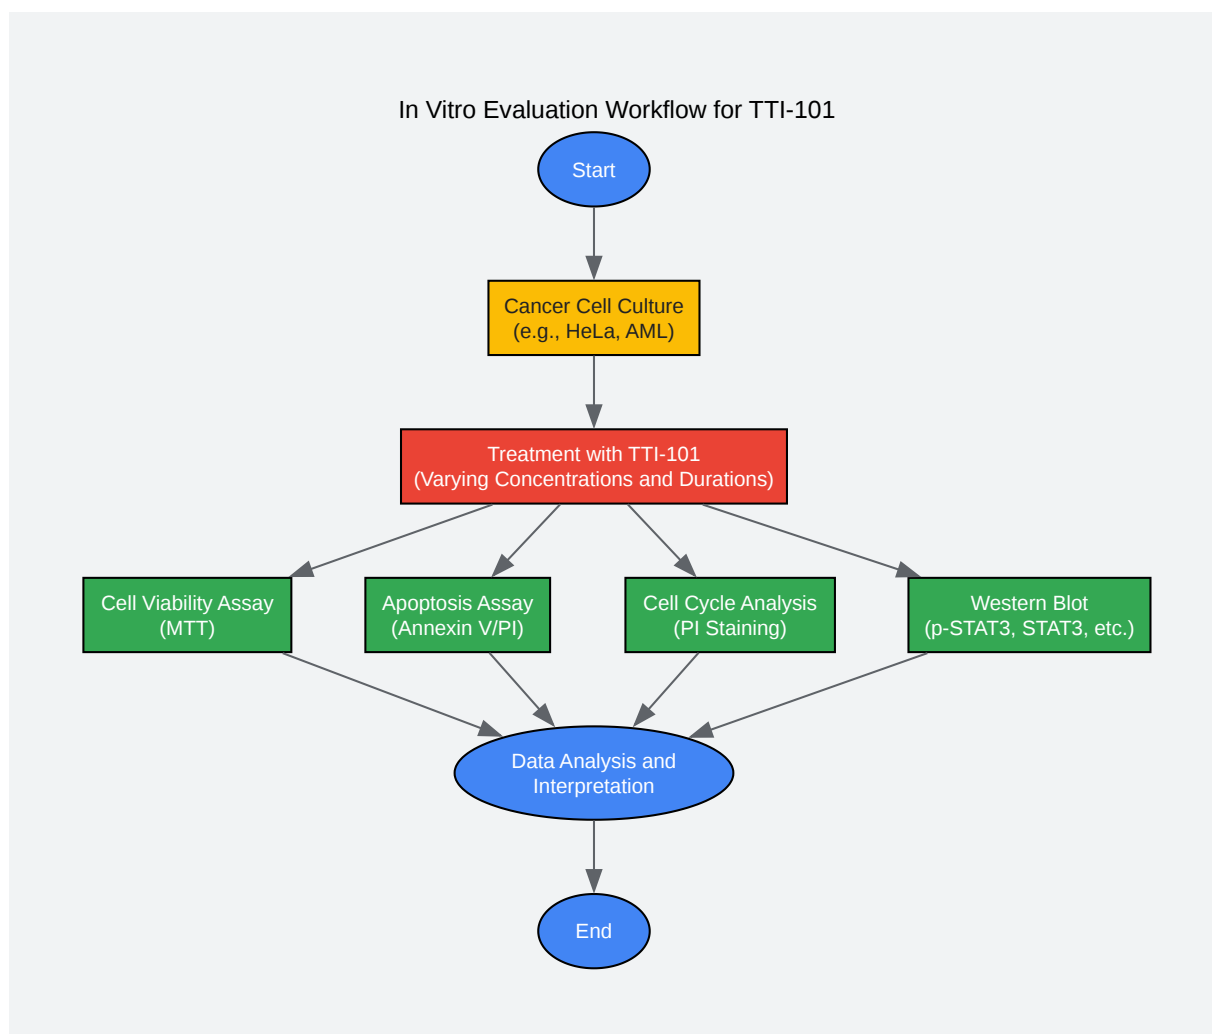 In Vitro Evaluation Workflow for TTI-101
Start
Cancer Cell Culture
(e.g., HeLa, AML)
Treatment with TTI-101
(Varying Concentrations and Durations)
Cell Viability Assay
(MTT)
Apoptosis Assay
(Annexin V/PI)
Cell Cycle Analysis
(PI Staining)
Western Blot
(p-STAT3, STAT3, etc.)
Data Analysis and
Interpretation
End